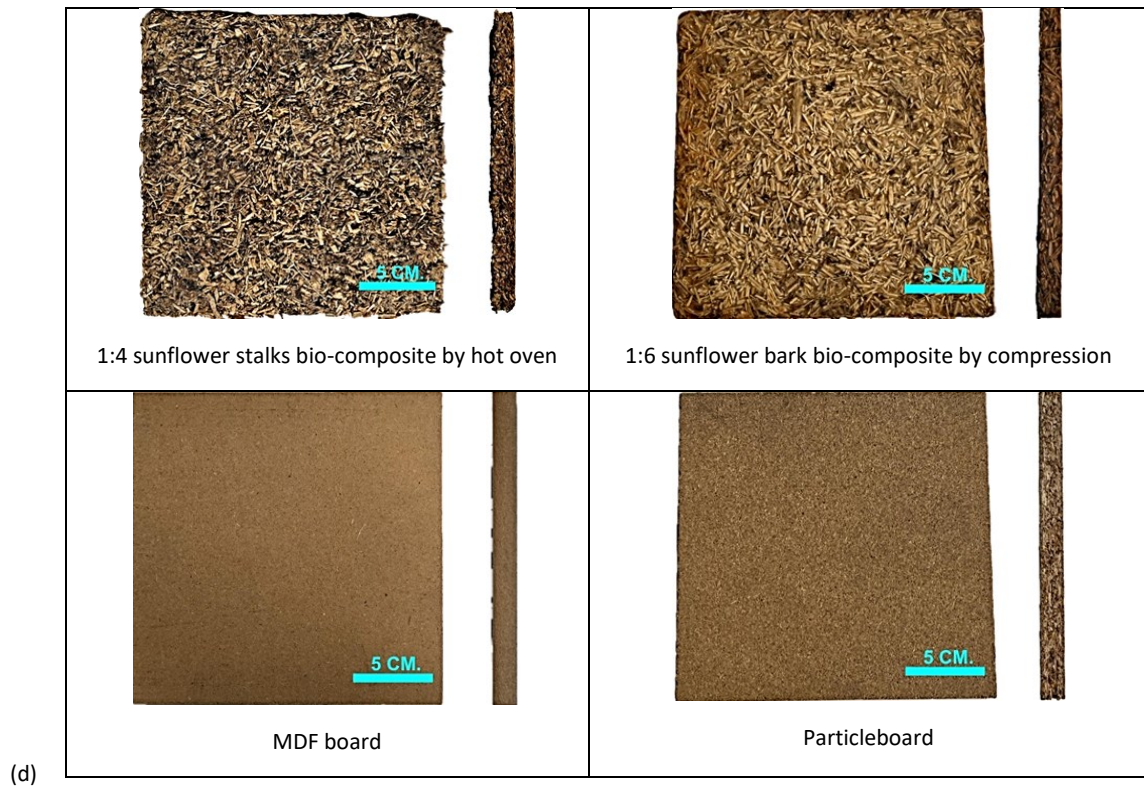 5 CM.
5 CM.
1:4 sunflower stalks bio-composite by hot oven
1:6 sunflower bark bio-composite by compression
5 CM.
5 CM.
MDF board
Particleboard
(d)